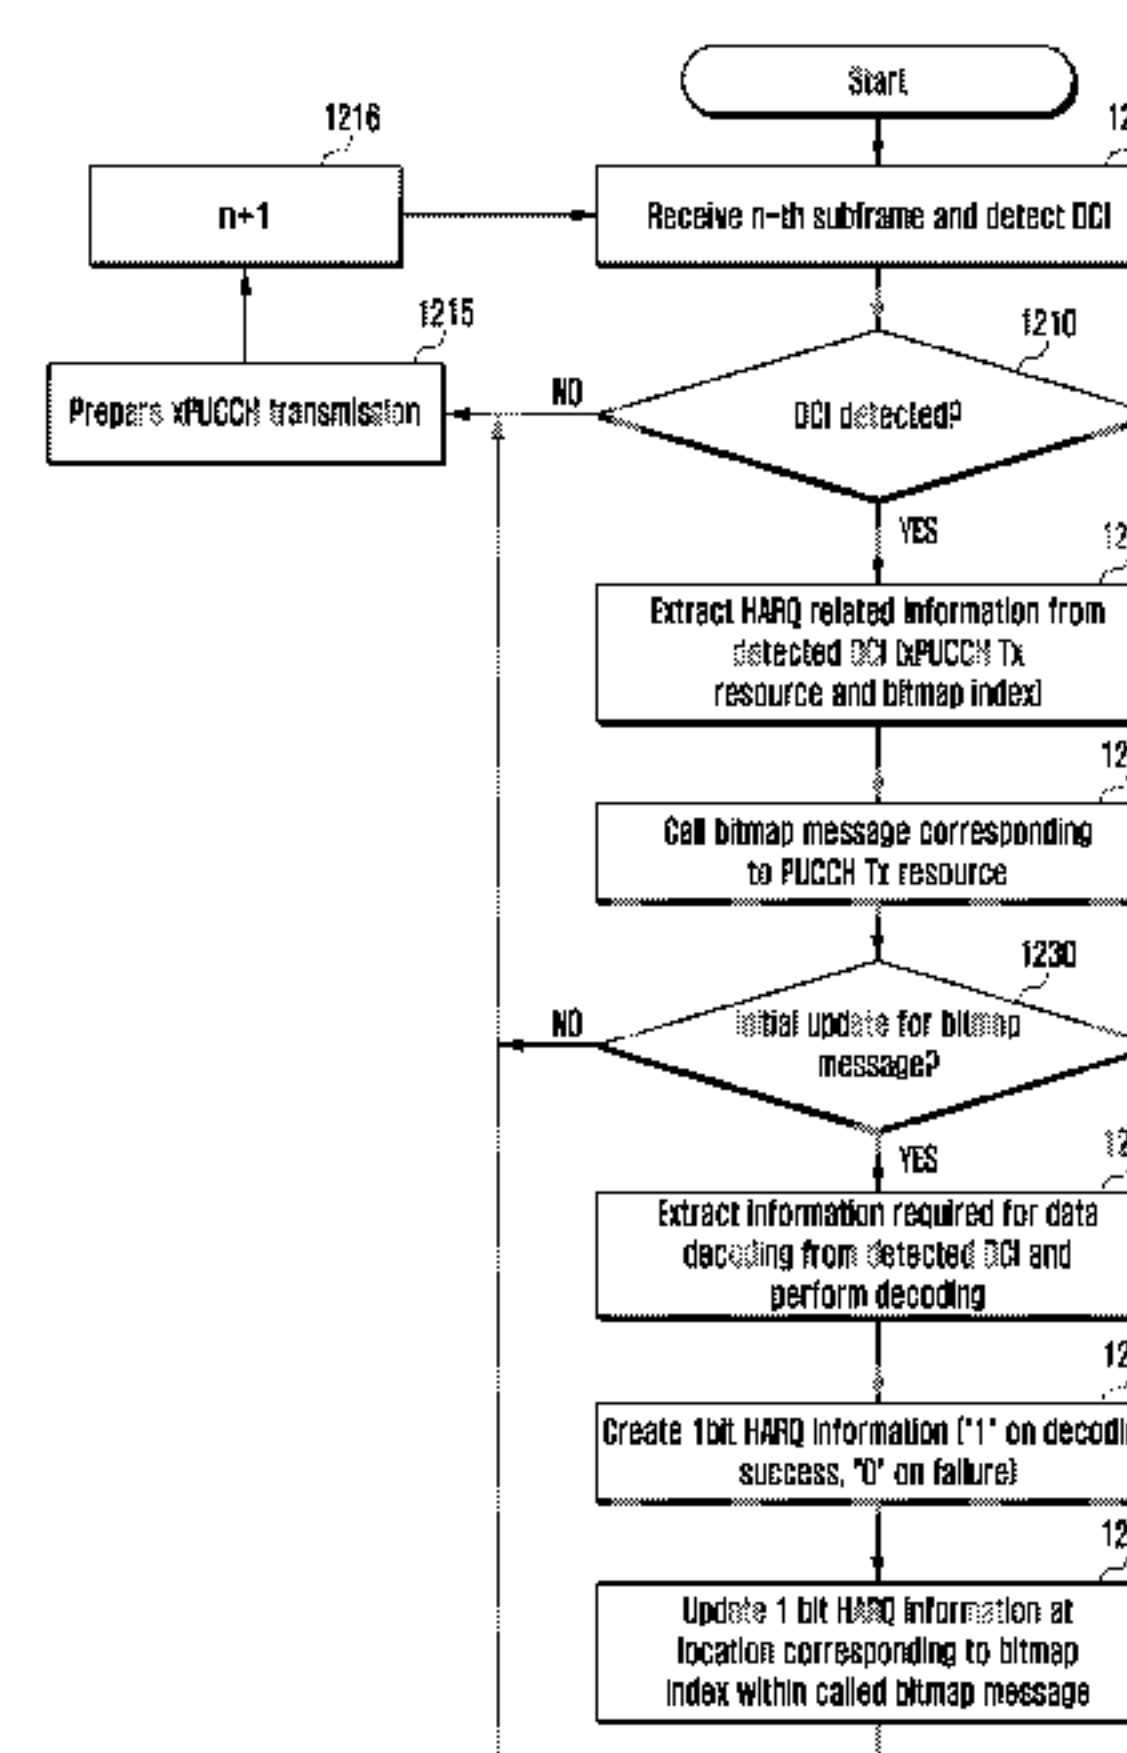 Start
1216
n+1
Receive n-th subframe and detect DCI
1215
1210
Prepare xPUCCH transmission
NO
DCI detected?
YES
Extract HARQ related information from
detected DCI (xPUCCH Tx
resource and bitmap index)
Call bitmap message corresponding
to PUCCH Tx resource
1230
NO
Initial update for bitmap
message?
YES
Extract information required for data
decoding from detected DCI and
perform decoding
Create 1bit HARQ information ("1" on
success, "0" on failure)
Update 1 bit HARQ information at
location corresponding to bitmap
index within called bitmap message